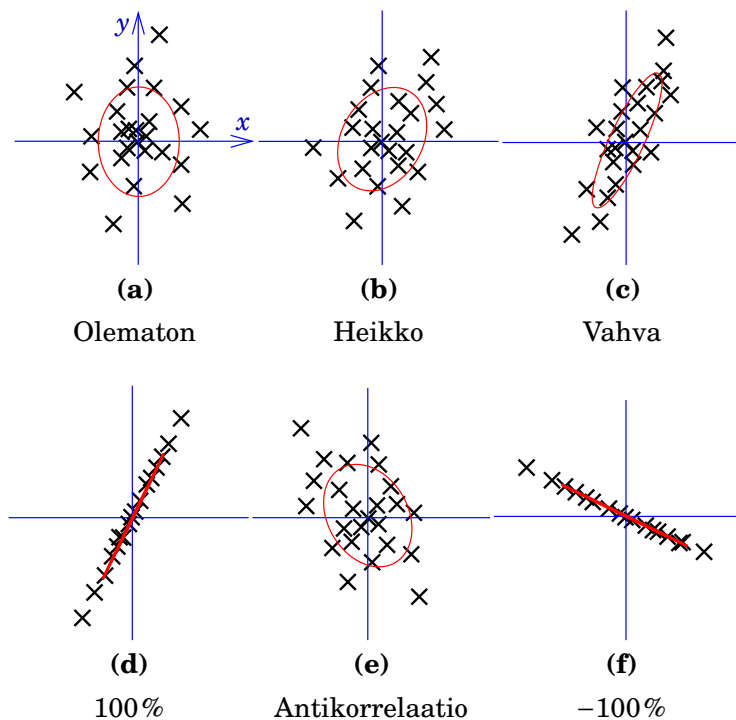 y
x
(a) (b) (c)
Olematon Heikko Vahva
(d) (e) (f)
100% Antikorrelaatio −100%